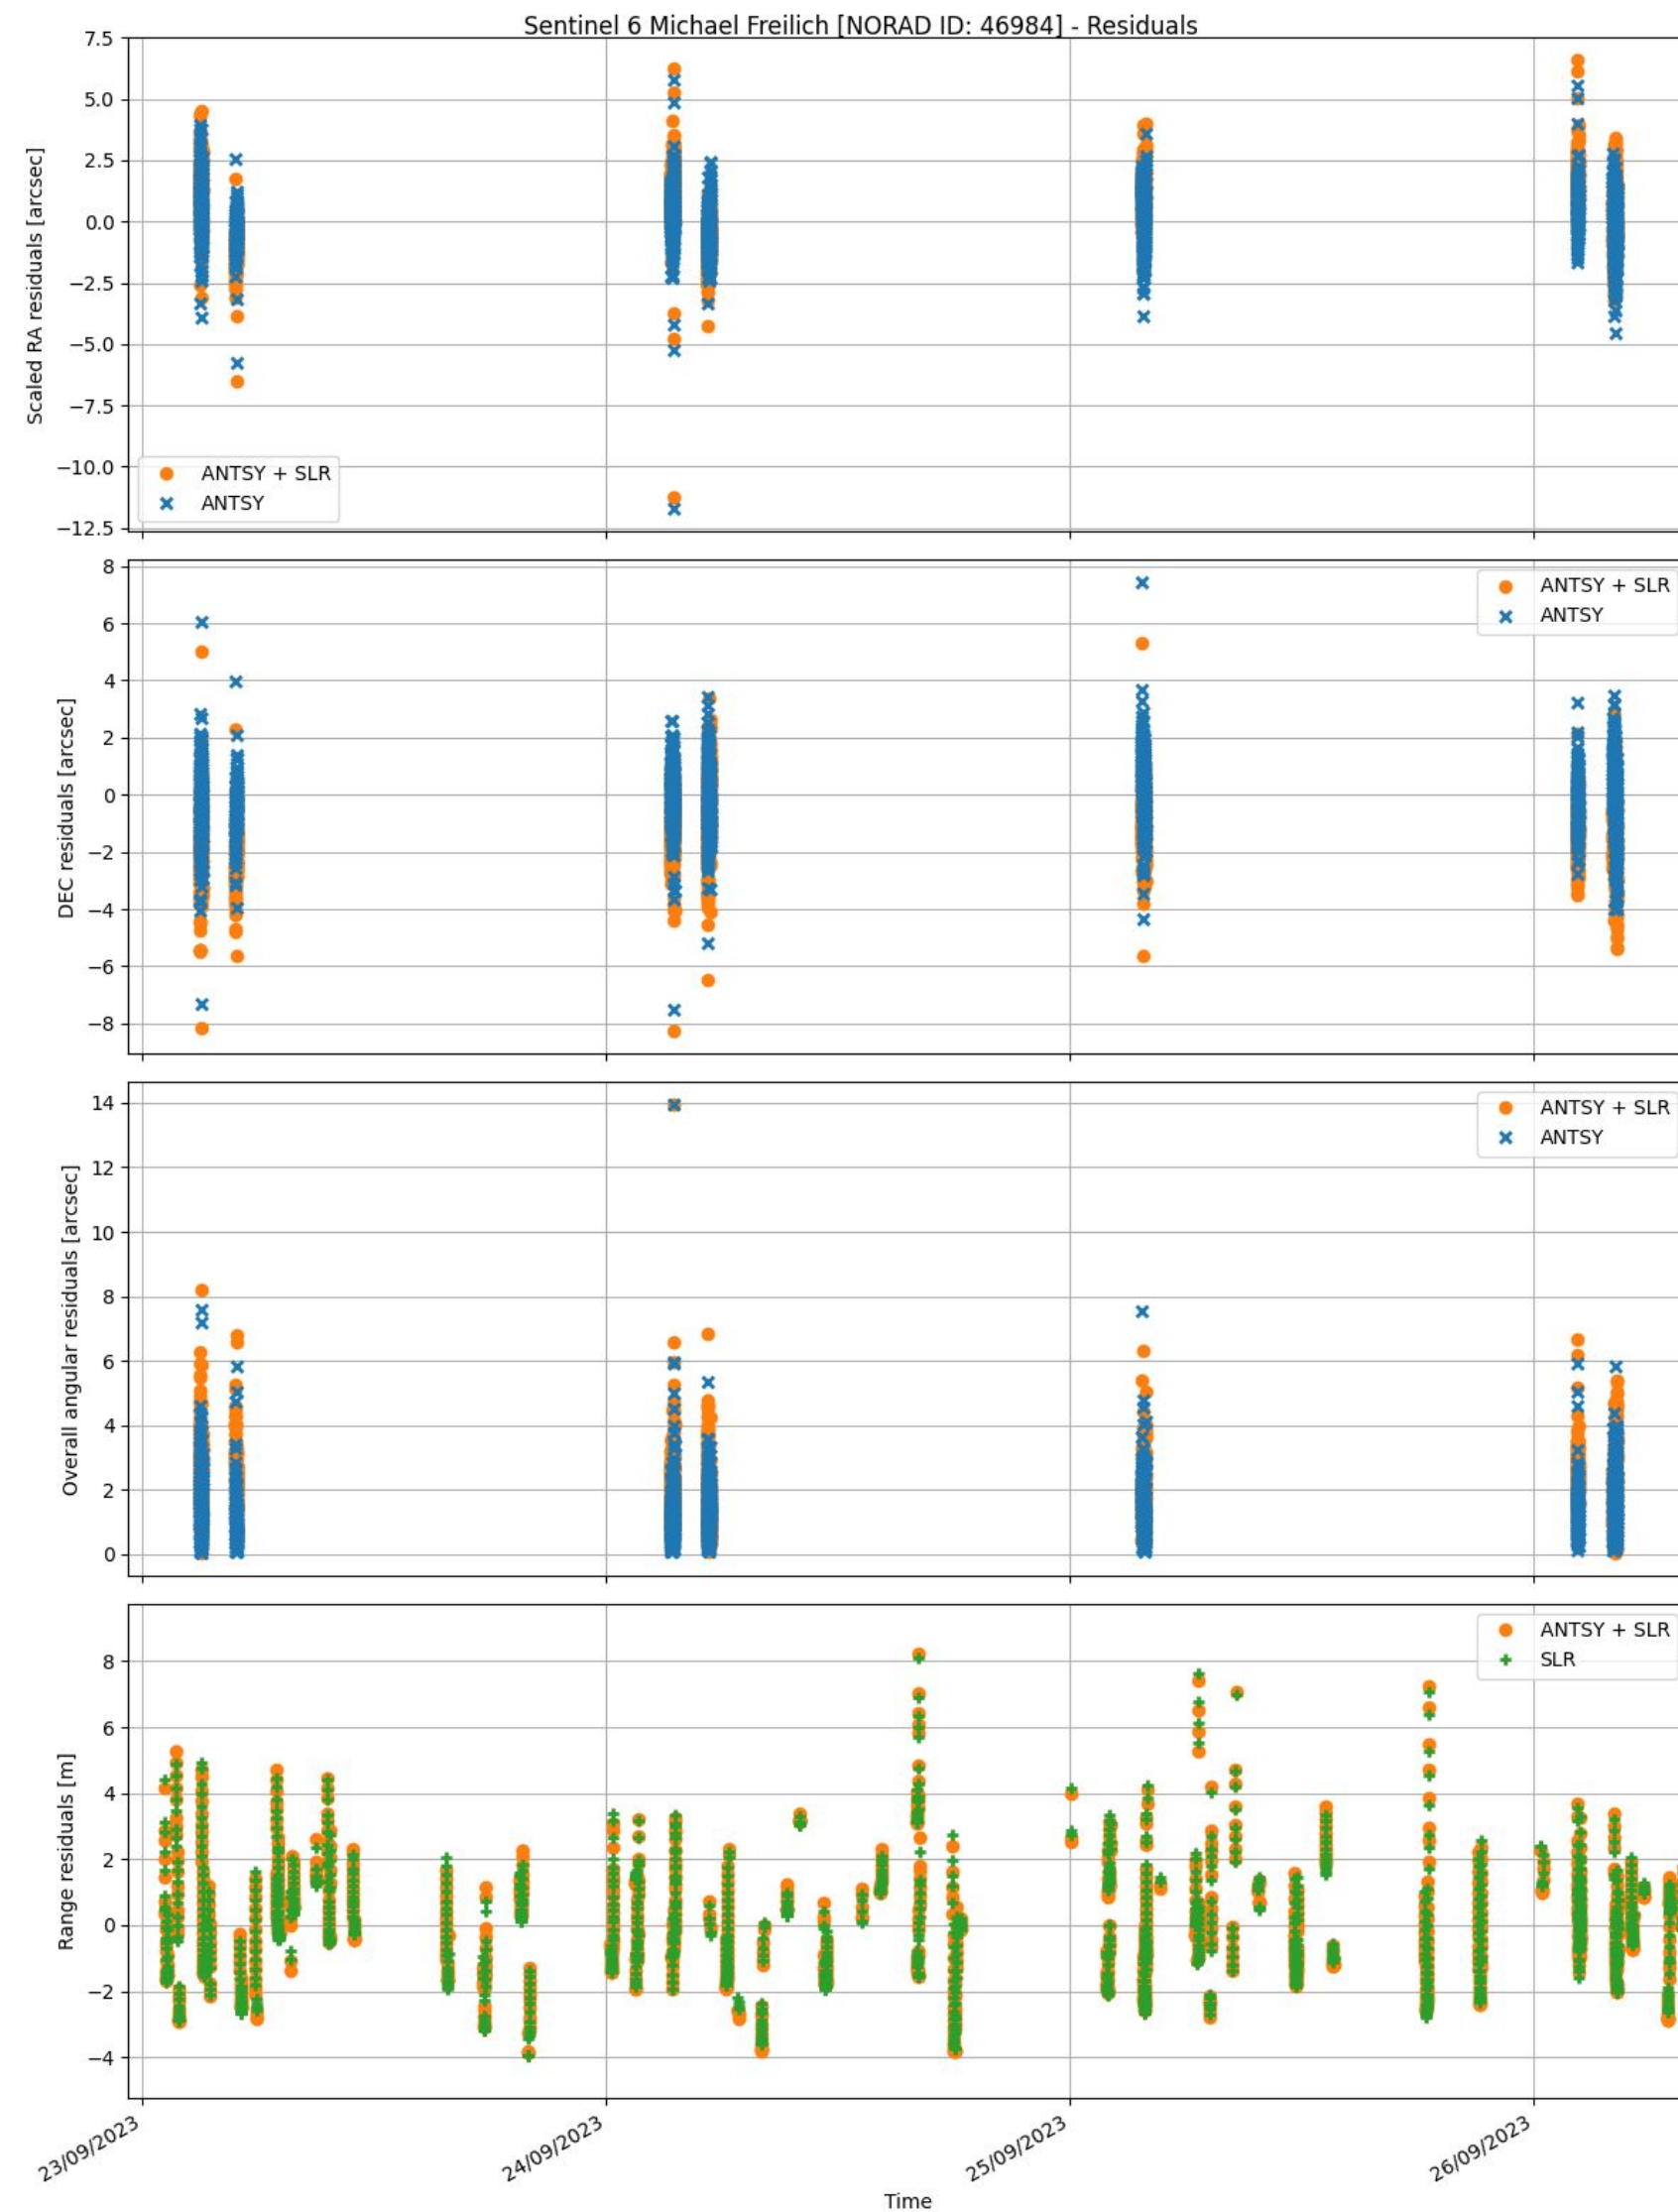 Sentinel 6 Michael Freilich [NORAD ID: 46984] - Residuals
7.5
5.0
2.5
0.0
−2.5
−5.0
−7.5
−10.0
−12.5
Scaled RA residuals [arcsec]
ANTSY + SLR
ANTSY
8
6
4
2
0
−2
−4
−6
−8
DEC residuals [arcsec]
ANTSY + SLR
ANTSY
14
12
10
8
6
4
2
0
Overall angular residuals [arcsec]
ANTSY + SLR
ANTSY
8
6
4
2
0
−2
−4
Range residuals [m]
ANTSY + SLR
SLR
23/09/2023
24/09/2023
25/09/2023
26/09/2023
Time